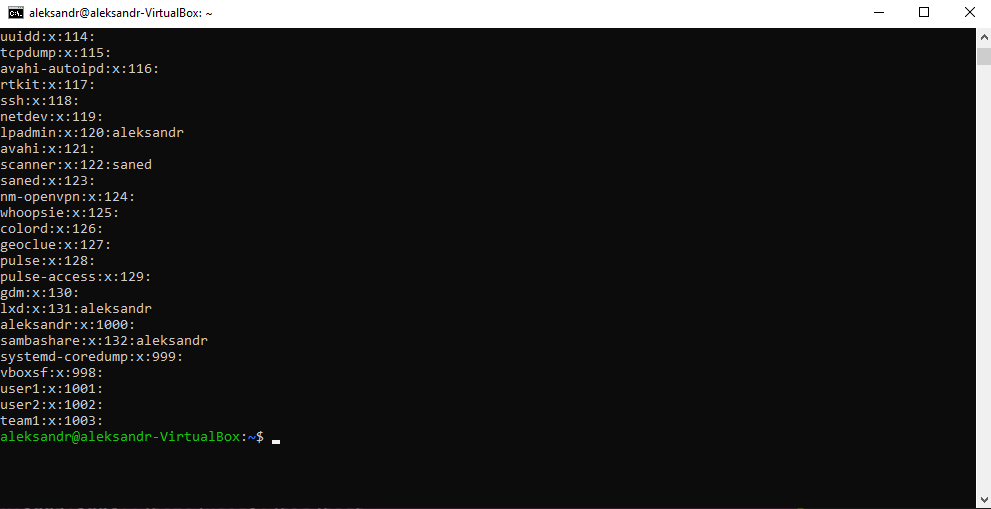 aleksandr@aleksandr-VirtualBox: ~
uuidd:x:114:
tcpdump:x:115:
avahi-autoipd:x:116:
rtkit:x:117:
ssh:x:118:
netdev:x:119:
lpadmin:x:120:aleksandr
avahi:x:121:
scanner:x:122:saned
saned:x:123:
nm-openvpn:x:124:
whoopsie:x:125:
colord:x:126:
geoclue:x:127:
pulse:x:128:
pulse-access:x:129:
gdm:x:130:
lxd:x:131:aleksandr
aleksandr:x:1000:
sambashare:x:132:aleksandr
systemd-coredump:x:999:
vboxsf:x:998:
user1:x:1001:
user2:x:1002:
team1:x:1003:
aleksandr@aleksandr-VirtualBox:~$